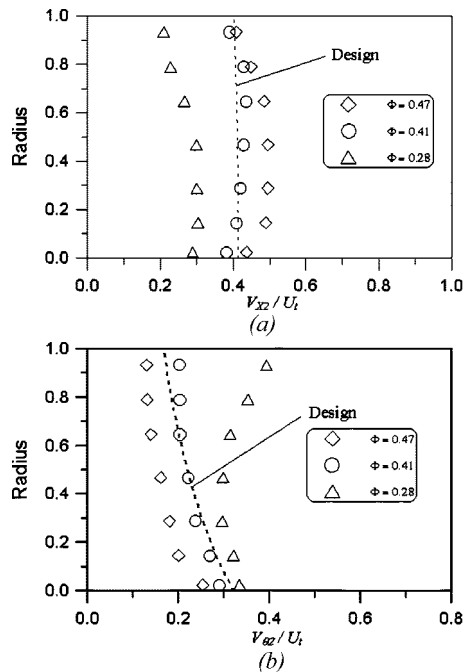 1.0
0.8
0.6
0.4
0.2
0.0
Radius
Design
Φ = 0.47
Φ = 0.41
Φ = 0.28
0.0 0.2 0.4 0.6 0.8 1.0
V_X2 / U_t
(a)
1.0
0.8
0.6
0.4
0.2
0.0
Radius
Design
Φ = 0.47
Φ = 0.41
Φ = 0.28
0.0 0.2 0.4 0.6 0.8
V_θ2 / U_t
(b)